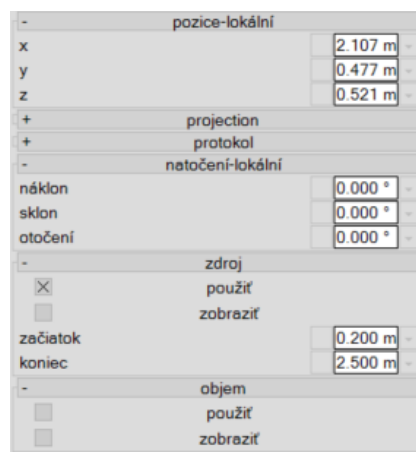 - pozice-lokální
x 2.107 m
y 0.477 m
z 0.521 m
+ projection
+ protokol
- natočení-lokální
náklon 0.000 °
sklon 0.000 °
otočení 0.000 °
- zdroj
použiť
zobraziť
začiatok 0.200 m
koniec 2.500 m
- objem
použiť
zobraziť